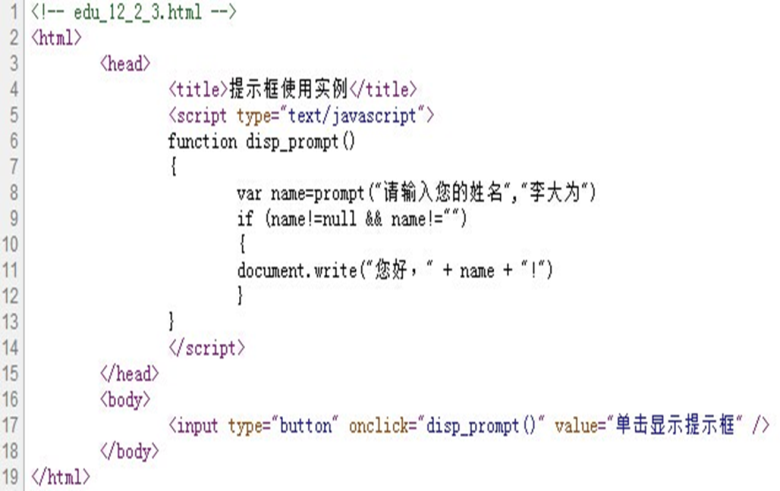 1 <!-- edu_12_2_3.html -->
2 <html>
3 <head>
4 <title>提示框使用实例</title>
5 <script type="text/javascript">
6 function disp_prompt()
7 {
8 var name=prompt("请输入您的姓名","李大为")
9 if (name!=null && name!="")
10 {
11 document.write("您好，" + name + "!")
12 }
13 }
14 </script>
15 </head>
16 <body>
17 <input type="button" onclick="disp_prompt()" value="单击显示提示框" />
18 </body>
19 </html>